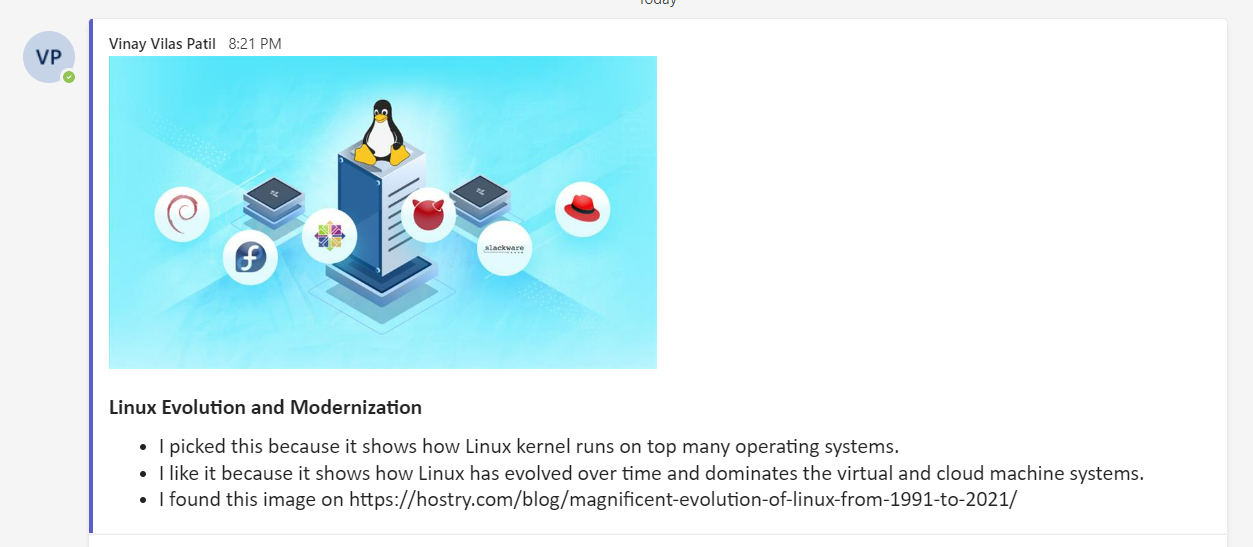 Today
Vinay Vilas Patil 8:21 PM
VP
slackware
Linux Evolution and Modernization
• I picked this because it shows how Linux kernel runs on top many operating systems.
• I like it because it shows how Linux has evolved over time and dominates the virtual and cloud machine systems.
• I found this image on https://hostry.com/blog/magnificent-evolution-of-linux-from-1991-to-2021/